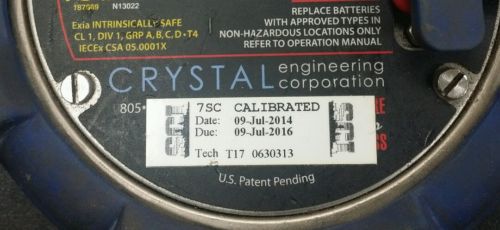 187089 N13022
Exia INTRINSICALLY SAFE
CL 1, DIV 1, GRP A, B, C, D • T4
IECEx CSA 05.0001X
REPLACE BATTERIES
WITH APPROVED TYPES IN
NON-HAZARDOUS LOCATIONS ONLY
REFER TO OPERATION MANUAL
CRYSTAL engineering
corporation
805•
7SC CALIBRATED
Date: 09-Jul-2014
Due: 09-Jul-2016
Tech T17 0630313
U.S. Patent Pending